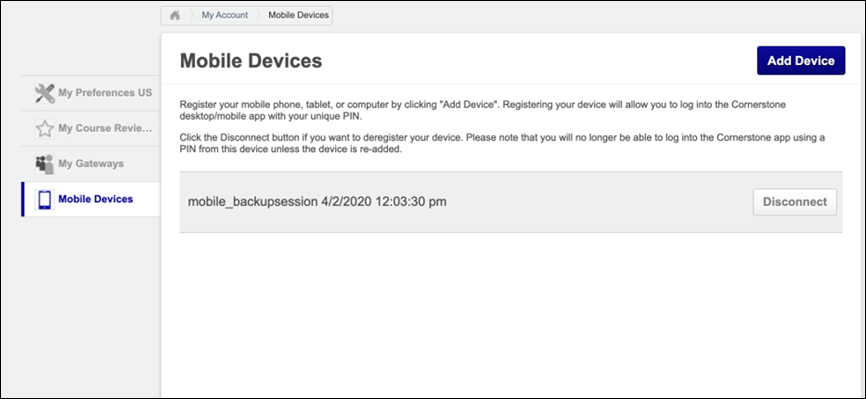 My Account
Mobile Devices
Mobile Devices
Add Device
My Preferences US
My Course Revie...
My Gateways
Mobile Devices
Register your mobile phone, tablet, or computer by clicking "Add Device". Registering your device will allow you to log into the Cornerstone
desktop/mobile app with your unique PIN.
Click the Disconnect button if you want to deregister your device. Please note that you will no longer be able to log into the Cornerstone app using a
PIN from this device unless the device is re-added.
mobile_backupsession 4/2/2020 12:03:30 pm
Disconnect